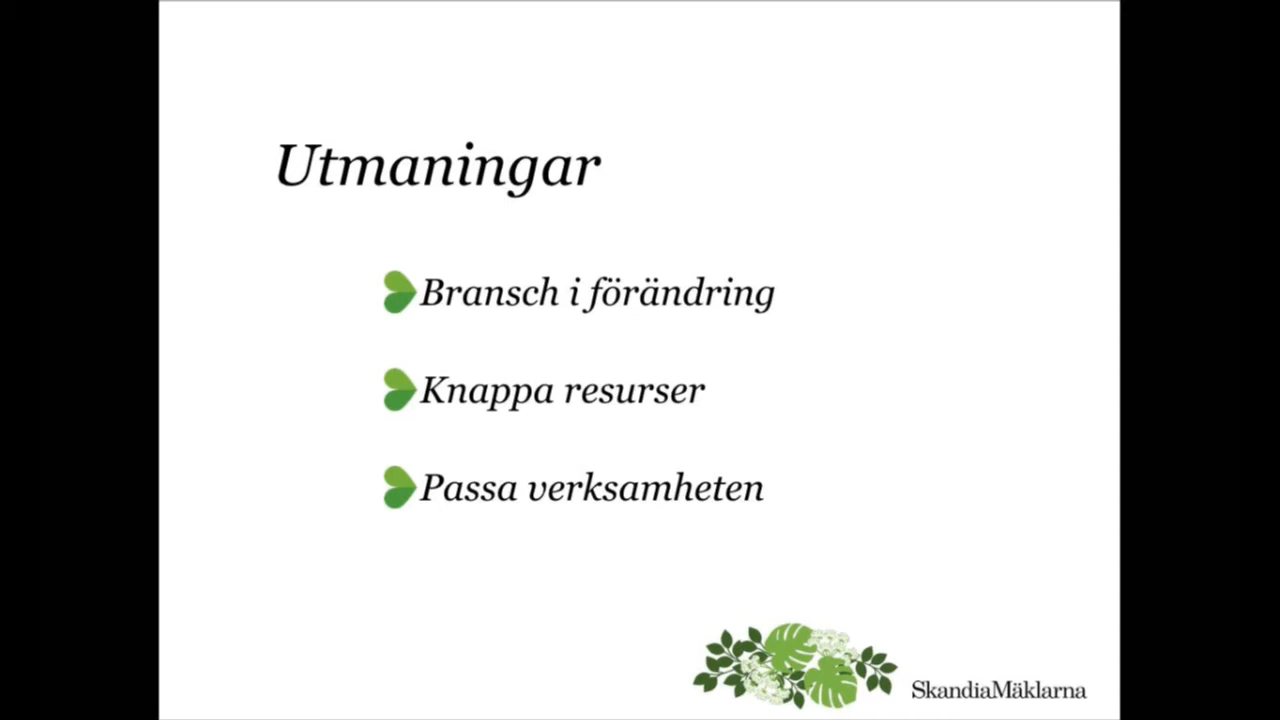 Utmaningar
Bransch i förändring
Knappa resurser
Passa verksamheten
SkandiaMäklarna